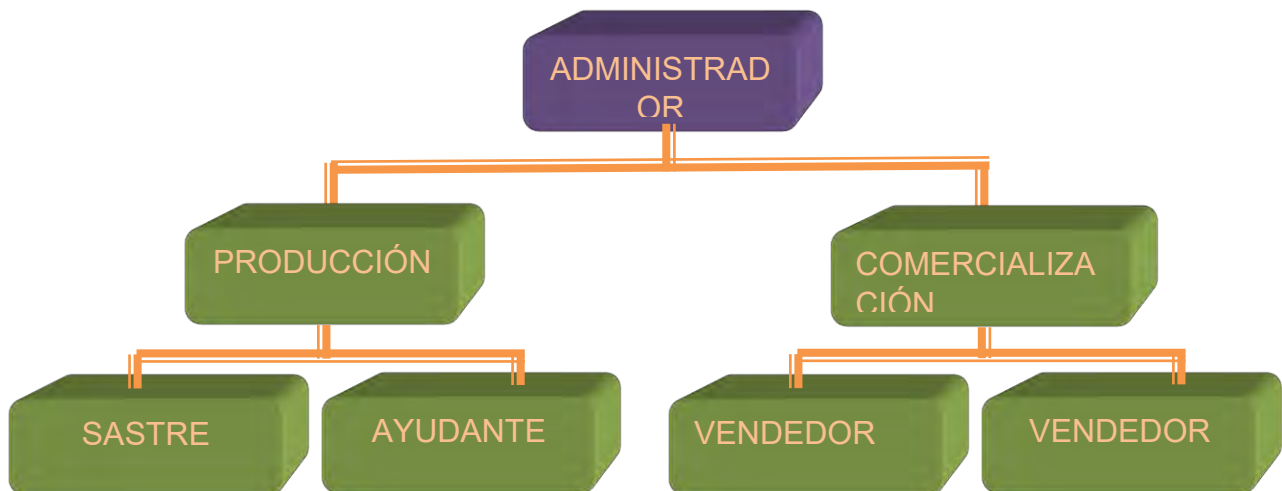 ADMINISTRAD
OR
PRODUCCIÓN
COMERCIALIZA
CIÓN
SASTRE
AYUDANTE
VENDEDOR
VENDEDOR